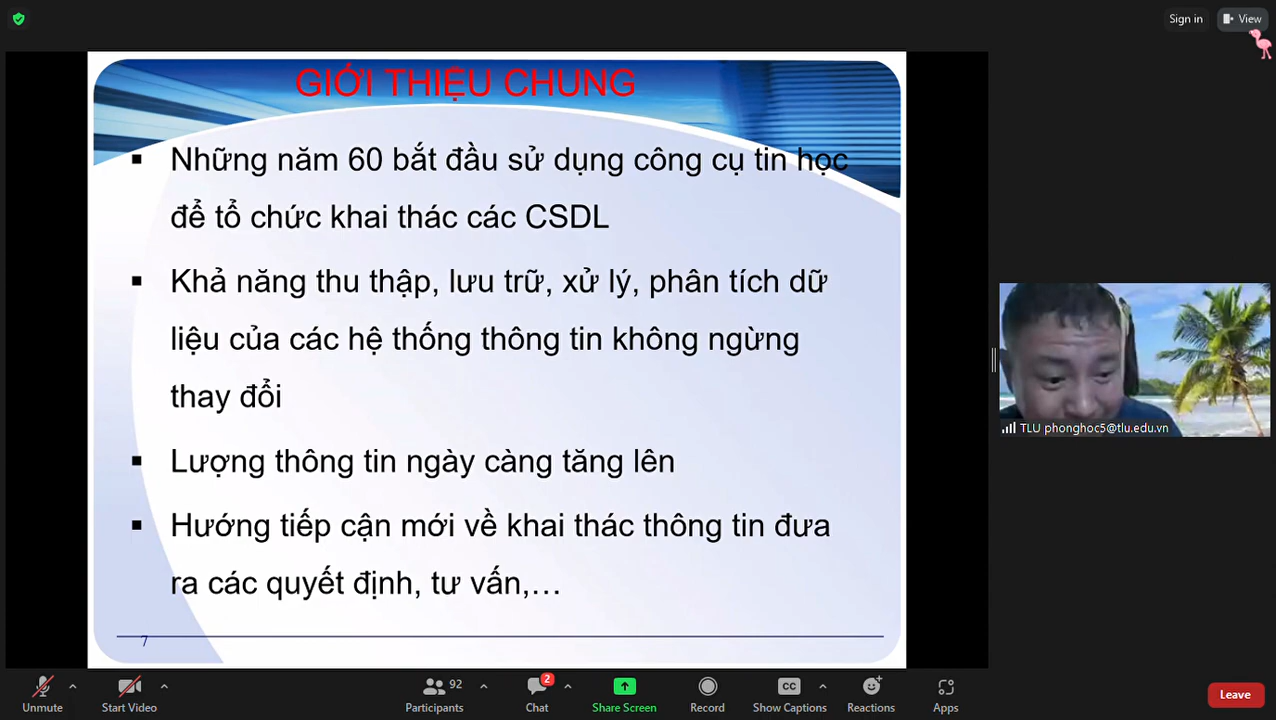 Sign in
View
GIỚI THIỆU CHUNG
▪ Những năm 60 bắt đầu sử dụng công cụ tin học
để tổ chức khai thác các CSDL
▪ Khả năng thu thập, lưu trữ, xử lý, phân tích dữ
liệu của các hệ thống thông tin không ngừng
thay đổi
▪ Lượng thông tin ngày càng tăng lên
▪ Hướng tiếp cận mới về khai thác thông tin đưa
ra các quyết định, tư vấn,…
7
TLU phonghoc5@tlu.edu.vn
Unmute
Start Video
92
Participants
2
Chat
Share Screen
Record
CC
Show Captions
Reactions
Apps
Leave